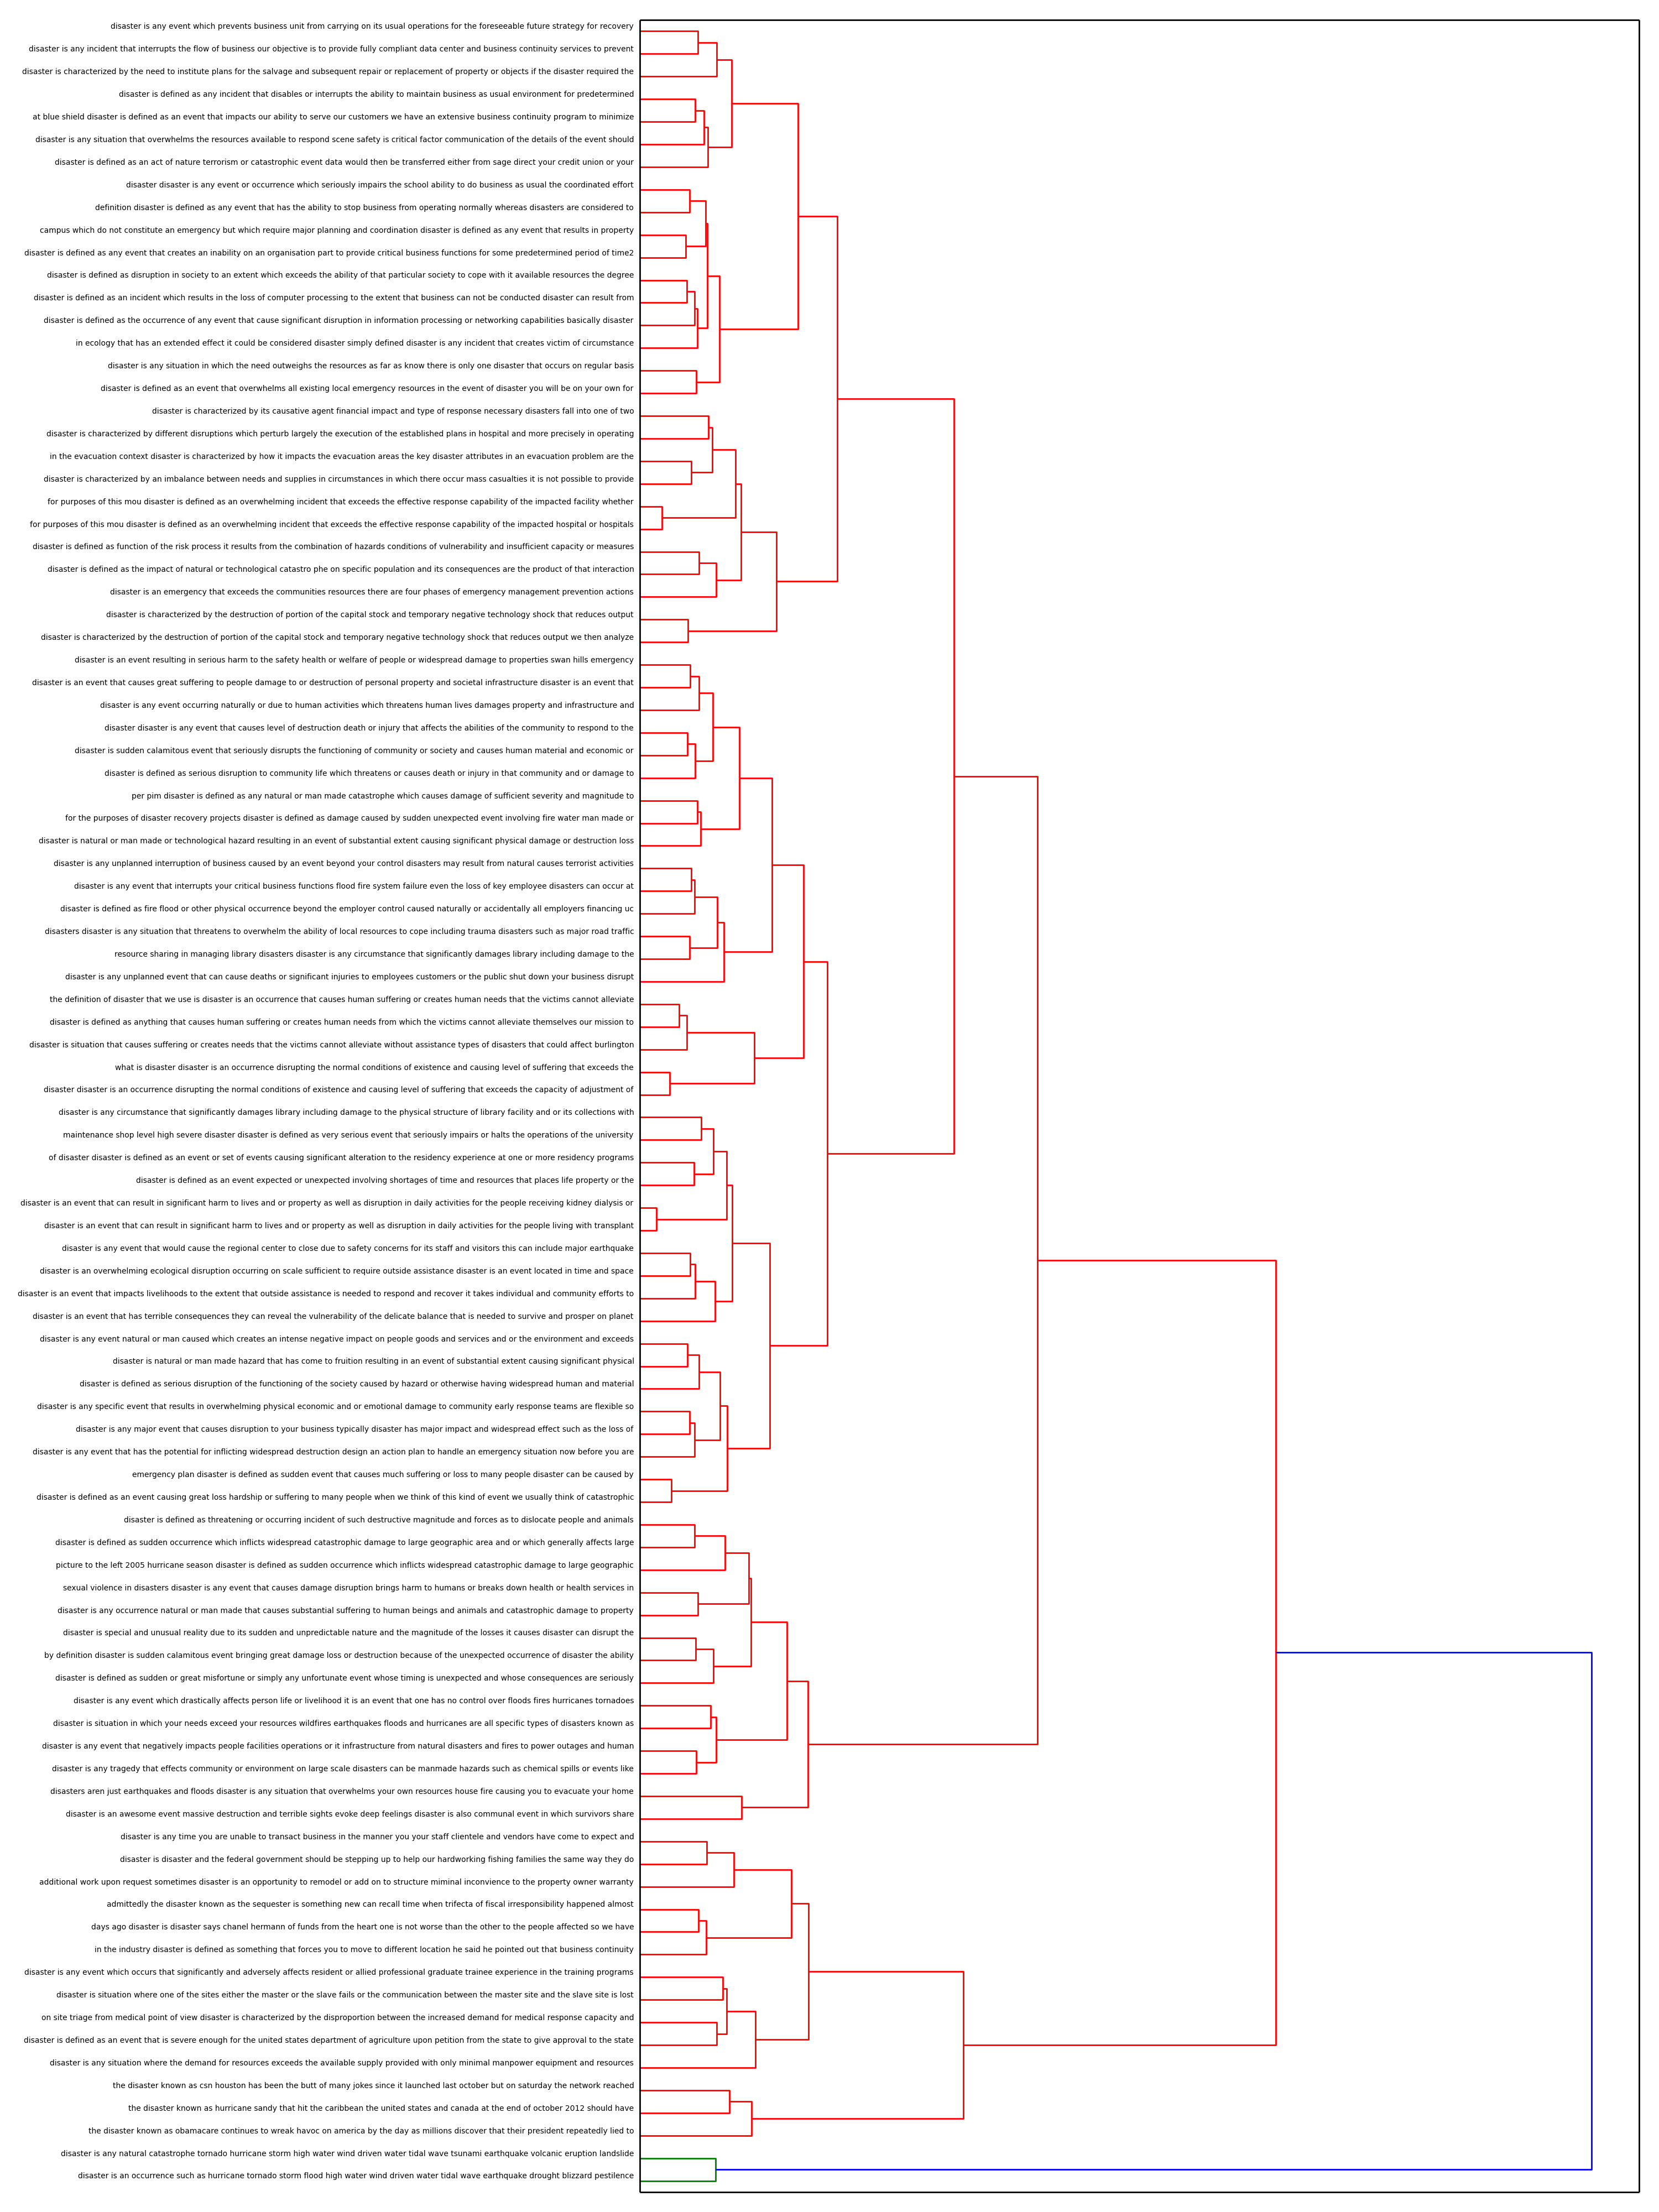 disaster is any event which prevents business unit from carrying on its usual operations for the foreseeable future strategy for recovery
disaster is any incident that interrupts the flow of business our objective is to provide fully compliant data center and business continuity services to prevent
disaster is characterized by the need to institute plans for the salvage and subsequent repair or replacement of property or objects if the disaster required the
disaster is defined as any incident that disables or interrupts the ability to maintain business as usual environment for predetermined
at blue shield disaster is defined as an event that impacts our ability to serve our customers we have an extensive business continuity program to minimize
disaster is any situation that overwhelms the resources available to respond scene safety is critical factor communication of the details of the event should
disaster is defined as an act of nature terrorism or catastrophic event data would then be transferred either from sage direct your credit union or your
disaster disaster is any event or occurrence which seriously impairs the school ability to do business as usual the coordinated effort
definition disaster is defined as any event that has the ability to stop business from operating normally whereas disasters are considered to
campus which do not constitute an emergency but which require major planning and coordination disaster is defined as any event that results in property
disaster is defined as any event that creates an inability on an organisation part to provide critical business functions for some predetermined period of time2
disaster is defined as disruption in society to an extent which exceeds the ability of that particular society to cope with it available resources the degree
disaster is defined as an incident which results in the loss of computer processing to the extent that business can not be conducted disaster can result from
disaster is defined as the occurrence of any event that cause significant disruption in information processing or networking capabilities basically disaster
in ecology that has an extended effect it could be considered disaster simply defined disaster is any incident that creates victim of circumstance
disaster is any situation in which the need outweighs the resources as far as know there is only one disaster that occurs on regular basis
disaster is defined as an event that overwhelms all existing local emergency resources in the event of disaster you will be on your own for
disaster is characterized by its causative agent financial impact and type of response necessary disasters fall into one of two
disaster is characterized by different disruptions which perturb largely the execution of the established plans in hospital and more precisely in operating
in the evacuation context disaster is characterized by how it impacts the evacuation areas the key disaster attributes in an evacuation problem are the
disaster is characterized by an imbalance between needs and supplies in circumstances in which there occur mass casualties it is not possible to provide
for purposes of this mou disaster is defined as an overwhelming incident that exceeds the effective response capability of the impacted facility whether
for purposes of this mou disaster is defined as an overwhelming incident that exceeds the effective response capability of the impacted hospital or hospitals
disaster is defined as function of the risk process it results from the combination of hazards conditions of vulnerability and insufficient capacity or measures
disaster is defined as the impact of natural or technological catastro phe on specific population and its consequences are the product of that interaction
disaster is an emergency that exceeds the communities resources there are four phases of emergency management prevention actions
disaster is characterized by the destruction of portion of the capital stock and temporary negative technology shock that reduces output
disaster is characterized by the destruction of portion of the capital stock and temporary negative technology shock that reduces output we then analyze
disaster is an event resulting in serious harm to the safety health or welfare of people or widespread damage to properties swan hills emergency
disaster is an event that causes great suffering to people damage to or destruction of personal property and societal infrastructure disaster is an event that
disaster is any event occurring naturally or due to human activities which threatens human lives damages property and infrastructure and
disaster disaster is any event that causes level of destruction death or injury that affects the abilities of the community to respond to the
disaster is sudden calamitous event that seriously disrupts the functioning of community or society and causes human material and economic or
disaster is defined as serious disruption to community life which threatens or causes death or injury in that community and or damage to
per pim disaster is defined as any natural or man made catastrophe which causes damage of sufficient severity and magnitude to
for the purposes of disaster recovery projects disaster is defined as damage caused by sudden unexpected event involving fire water man made or
disaster is natural or man made or technological hazard resulting in an event of substantial extent causing significant physical damage or destruction loss
disaster is any unplanned interruption of business caused by an event beyond your control disasters may result from natural causes terrorist activities
disaster is any event that interrupts your critical business functions flood fire system failure even the loss of key employee disasters can occur at
disaster is defined as fire flood or other physical occurrence beyond the employer control caused naturally or accidentally all employers financing uc
disasters disaster is any situation that threatens to overwhelm the ability of local resources to cope including trauma disasters such as major road traffic
resource sharing in managing library disasters disaster is any circumstance that significantly damages library including damage to the
disaster is any unplanned event that can cause deaths or significant injuries to employees customers or the public shut down your business disrupt
the definition of disaster that we use is disaster is an occurrence that causes human suffering or creates human needs that the victims cannot alleviate
disaster is defined as anything that causes human suffering or creates human needs from which the victims cannot alleviate themselves our mission to
disaster is situation that causes suffering or creates needs that the victims cannot alleviate without assistance types of disasters that could affect burlington
what is disaster disaster is an occurrence disrupting the normal conditions of existence and causing level of suffering that exceeds the
disaster disaster is an occurrence disrupting the normal conditions of existence and causing level of suffering that exceeds the capacity of adjustment of
disaster is any circumstance that significantly damages library including damage to the physical structure of library facility and or its collections with
maintenance shop level high severe disaster disaster is defined as very serious event that seriously impairs or halts the operations of the university
of disaster disaster is defined as an event or set of events causing significant alteration to the residency experience at one or more residency programs
disaster is defined as an event expected or unexpected involving shortages of time and resources that places life property or the
disaster is an event that can result in significant harm to lives and or property as well as disruption in daily activities for the people receiving kidney dialysis or
disaster is an event that can result in significant harm to lives and or property as well as disruption in daily activities for the people living with transplant
disaster is any event that would cause the regional center to close due to safety concerns for its staff and visitors this can include major earthquake
disaster is an overwhelming ecological disruption occurring on scale sufficient to require outside assistance disaster is an event located in time and space
disaster is an event that impacts livelihoods to the extent that outside assistance is needed to respond and recover it takes individual and community efforts to
disaster is an event that has terrible consequences they can reveal the vulnerability of the delicate balance that is needed to survive and prosper on planet
disaster is any event natural or man caused which creates an intense negative impact on people goods and services and or the environment and exceeds
disaster is natural or man made hazard that has come to fruition resulting in an event of substantial extent causing significant physical
disaster is defined as serious disruption of the functioning of the society caused by hazard or otherwise having widespread human and material
disaster is any specific event that results in overwhelming physical economic and or emotional damage to community early response teams are flexible so
disaster is any major event that causes disruption to your business typically disaster has major impact and widespread effect such as the loss of
disaster is any event that has the potential for inflicting widespread destruction design an action plan to handle an emergency situation now before you are
emergency plan disaster is defined as sudden event that causes much suffering or loss to many people disaster can be caused by
disaster is defined as an event causing great loss hardship or suffering to many people when we think of this kind of event we usually think of catastrophic
disaster is defined as threatening or occurring incident of such destructive magnitude and forces as to dislocate people and animals
disaster is defined as sudden occurrence which inflicts widespread catastrophic damage to large geographic area and or which generally affects large
picture to the left 2005 hurricane season disaster is defined as sudden occurrence which inflicts widespread catastrophic damage to large geographic
sexual violence in disasters disaster is any event that causes damage disruption brings harm to humans or breaks down health or health services in
disaster is any occurrence natural or man made that causes substantial suffering to human beings and animals and catastrophic damage to property
disaster is special and unusual reality due to its sudden and unpredictable nature and the magnitude of the losses it causes disaster can disrupt the
by definition disaster is sudden calamitous event bringing great damage loss or destruction because of the unexpected occurrence of disaster the ability
disaster is defined as sudden or great misfortune or simply any unfortunate event whose timing is unexpected and whose consequences are seriously
disaster is any event which drastically affects person life or livelihood it is an event that one has no control over floods fires hurricanes tornadoes
disaster is situation in which your needs exceed your resources wildfires earthquakes floods and hurricanes are all specific types of disasters known as
disaster is any event that negatively impacts people facilities operations or it infrastructure from natural disasters and fires to power outages and human
disaster is any tragedy that effects community or environment on large scale disasters can be manmade hazards such as chemical spills or events like
disasters aren just earthquakes and floods disaster is any situation that overwhelms your own resources house fire causing you to evacuate your home
disaster is an awesome event massive destruction and terrible sights evoke deep feelings disaster is also communal event in which survivors share
disaster is any time you are unable to transact business in the manner you your staff clientele and vendors have come to expect and
disaster is disaster and the federal government should be stepping up to help our hardworking fishing families the same way they do
additional work upon request sometimes disaster is an opportunity to remodel or add on to structure miminal inconvience to the property owner warranty
admittedly the disaster known as the sequester is something new can recall time when trifecta of fiscal irresponsibility happened almost
days ago disaster is disaster says chanel hermann of funds from the heart one is not worse than the other to the people affected so we have
in the industry disaster is defined as something that forces you to move to different location he said he pointed out that business continuity
disaster is any event which occurs that significantly and adversely affects resident or allied professional graduate trainee experience in the training programs
disaster is situation where one of the sites either the master or the slave fails or the communication between the master site and the slave site is lost
on site triage from medical point of view disaster is characterized by the disproportion between the increased demand for medical response capacity and
disaster is defined as an event that is severe enough for the united states department of agriculture upon petition from the state to give approval to the state
disaster is any situation where the demand for resources exceeds the available supply provided with only minimal manpower equipment and resources
the disaster known as csn houston has been the butt of many jokes since it launched last october but on saturday the network reached
the disaster known as hurricane sandy that hit the caribbean the united states and canada at the end of october 2012 should have
the disaster known as obamacare continues to wreak havoc on america by the day as millions discover that their president repeatedly lied to
disaster is any natural catastrophe tornado hurricane storm high water wind driven water tidal wave tsunami earthquake volcanic eruption landslide
disaster is an occurrence such as hurricane tornado storm flood high water wind driven water tidal wave earthquake drought blizzard pestilence